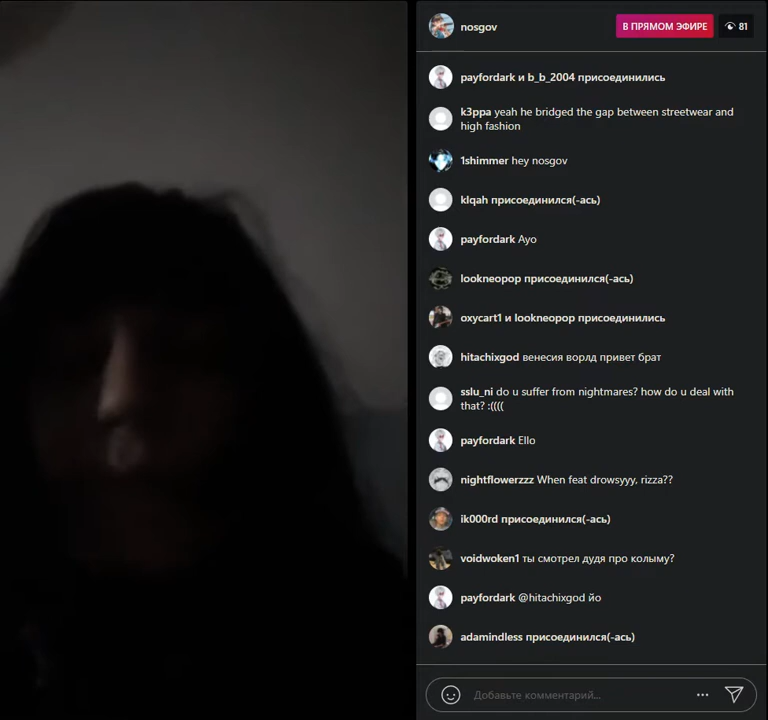 nosgov
В ПРЯМОМ ЭФИРЕ
81
payfordark и b_b_2004 присоединились
k3ppa yeah he bridged the gap between streetwear and
high fashion
1shimmer hey nosgov
klqah присоединился(-ась)
payfordark Ayo
lookneopop присоединился(-ась)
oxycart1 и lookneopop присоединились
hitachixgod венесия ворлд привет брат
sslu_ni do u suffer from nightmares? how do u deal with
that? :((((
payfordark Ello
nightflowerzzz When feat drowsyyy, rizza??
ik000rd присоединился(-ась)
voidwoken1 ты смотрел дудя про колыму?
payfordark @hitachixgod йо
adamindless присоединился(-ась)
Добавьте комментарий...